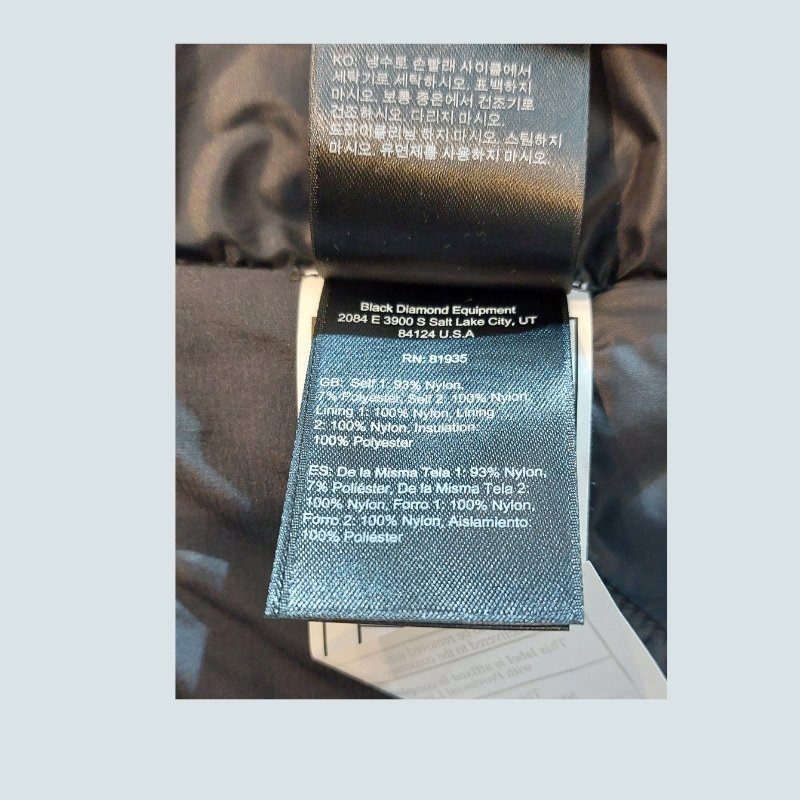 KO: 냉수로 손빨래 사이클에서
세탁기로 세탁하시오. 표백하지
마시오. 보통 중온에서 건조기로
건조하시오. 다리지 마시오.
드라이클리닝 하지 마시오. 스팀하지
마시오. 유연제를 사용하지 마시오.
Black Diamond Equipment
2084 E 3900 S Salt Lake City, UT
84124 U.S.A
RN: 81935
GB: Self 1: 93% Nylon,
7% Polyester, Self 2: 100% Nylon,
Lining 1: 100% Nylon, Lining
2: 100% Nylon, Insulation:
100% Polyester
ES: De la Misma Tela 1: 93% Nylon,
7% Poliéster, De la Misma Tela 2:
100% Nylon, Forro 1: 100% Nylon,
Forro 2: 100% Nylon, Aislamiento:
100% Poliéster